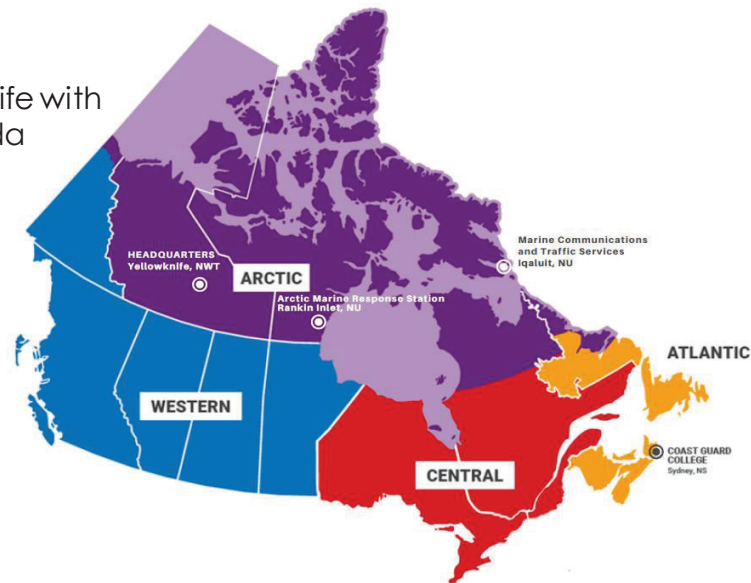 ife with
da
Marine Communications
and Traffic Services
Iqaluit, NU
HEADQUARTERS
Yellowknife, NWT
ARCTIC
Arctic Marine Response Station
Rankin Inlet, NU
ATLANTIC
WESTERN
COAST GUARD
COLLEGE
Sydney, NS
CENTRAL